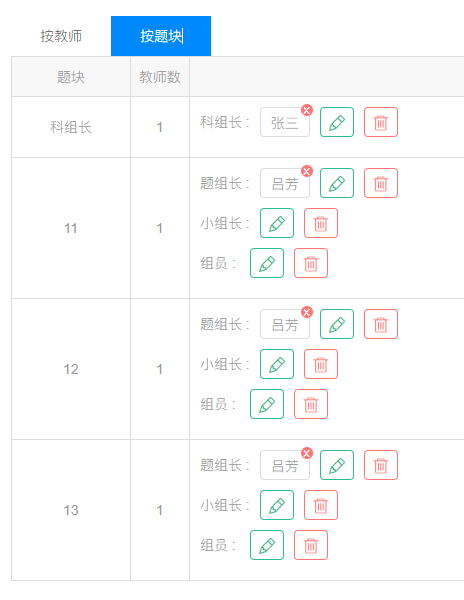 按教师 按题块
题块 教师数
科组长 1 科组长： 张三
题组长： 吕芳
11 1 小组长：
组员：
题组长： 吕芳
12 1 小组长：
组员：
题组长： 吕芳
13 1 小组长：
组员：